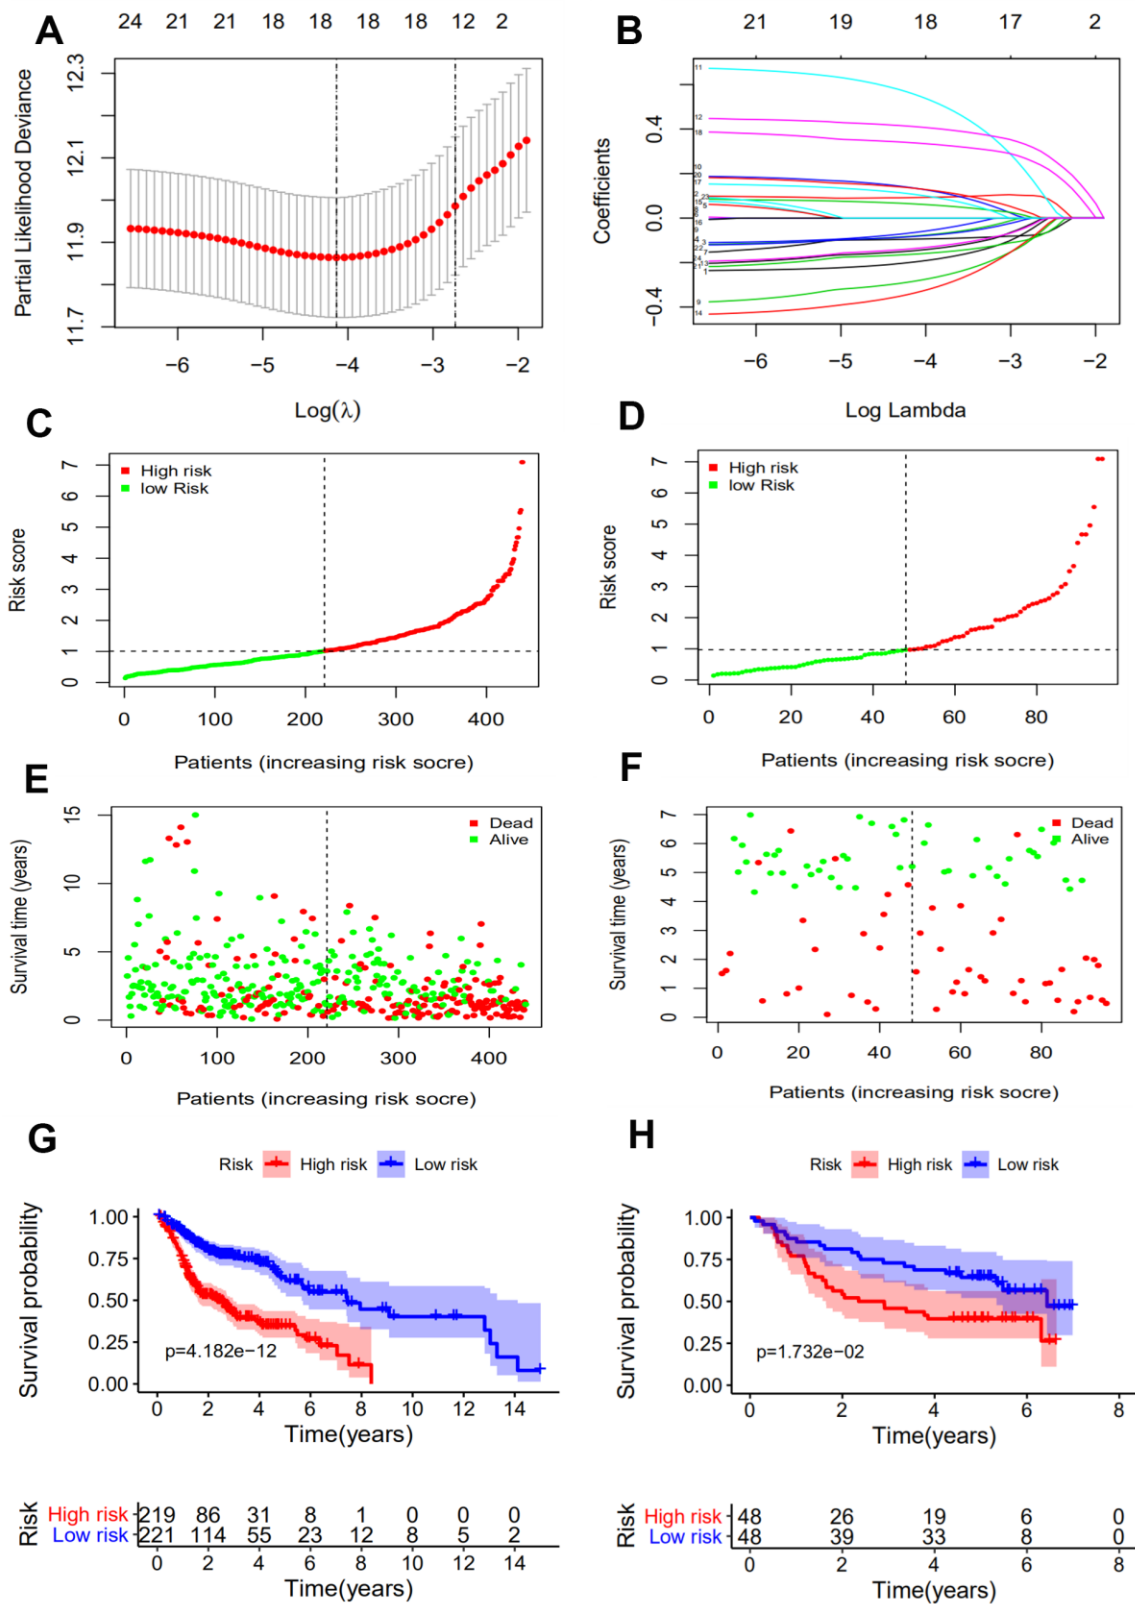 A
24 21 21 18 18 18 18 12 2
Partial Likelihood Deviance
12.3
12.1
11.9
11.7
−6 −5 −4 −3 −2
Log(λ)
B
21 19 18 17 2
Coefficients
0.4
0.0
−0.4
11
12
18
10
20
17
14
−6 −5 −4 −3 −2
Log Lambda
C
High risk
low Risk
Risk score
7
6
5
4
3
2
1
0
0 100 200 300 400
Patients (increasing risk socre)
D
High risk
low Risk
Risk score
7
6
5
4
3
2
1
0
0 20 40 60 80
Patients (increasing risk socre)
E
Dead
Alive
Survival time (years)
15
10
5
0
0 100 200 300 400
Patients (increasing risk socre)
F
Dead
Alive
Survival time (years)
7
6
5
4
3
2
1
0
0 20 40 60 80
Patients (increasing risk socre)
G
Risk High risk Low risk
Survival probability
1.00
0.75
0.50
0.25
0.00
p=4.182e−12
0 2 4 6 8 10 12 14
Time(years)
Risk
High risk 219 86 31 8 1 0 0 0
Low risk 221 114 55 23 12 8 5 2
0 2 4 6 8 10 12 14
Time(years)
H
Risk High risk Low risk
Survival probability
1.00
0.75
0.50
0.25
0.00
p=1.732e−02
0 2 4 6 8
Time(years)
Risk
High risk 48 26 19 6 0
Low risk 48 39 33 8 0
0 2 4 6 8
Time(years)